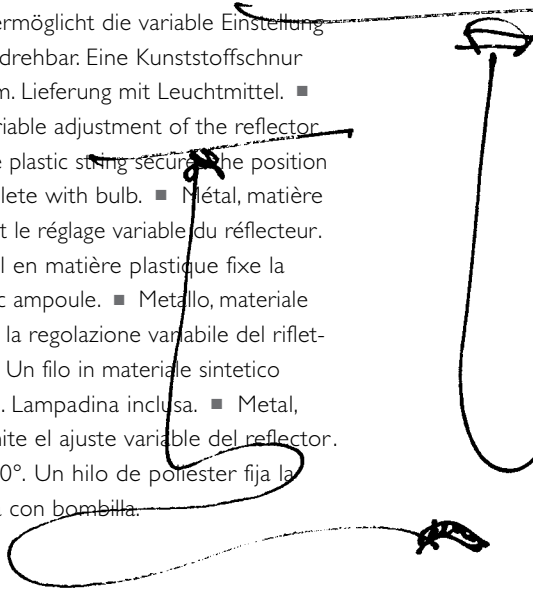 ermöglicht die variable Einstellung
drehbar. Eine Kunststoffschnur
m. Lieferung mit Leuchtmittel. ■
riable adjustment of the reflector
e plastic string secures the position
lete with bulb. ■ Métal, matière
t le réglage variable du réflecteur.
l en matière plastique fixe la
c ampoule. ■ Metallo, materiale
la regolazione variabile del riflet-
Un filo in materiale sintetico
. Lampadina inclusa. ■ Metal,
ite el ajuste variable del reflector.
0°. Un hilo de poliester fija la
con bombilla.